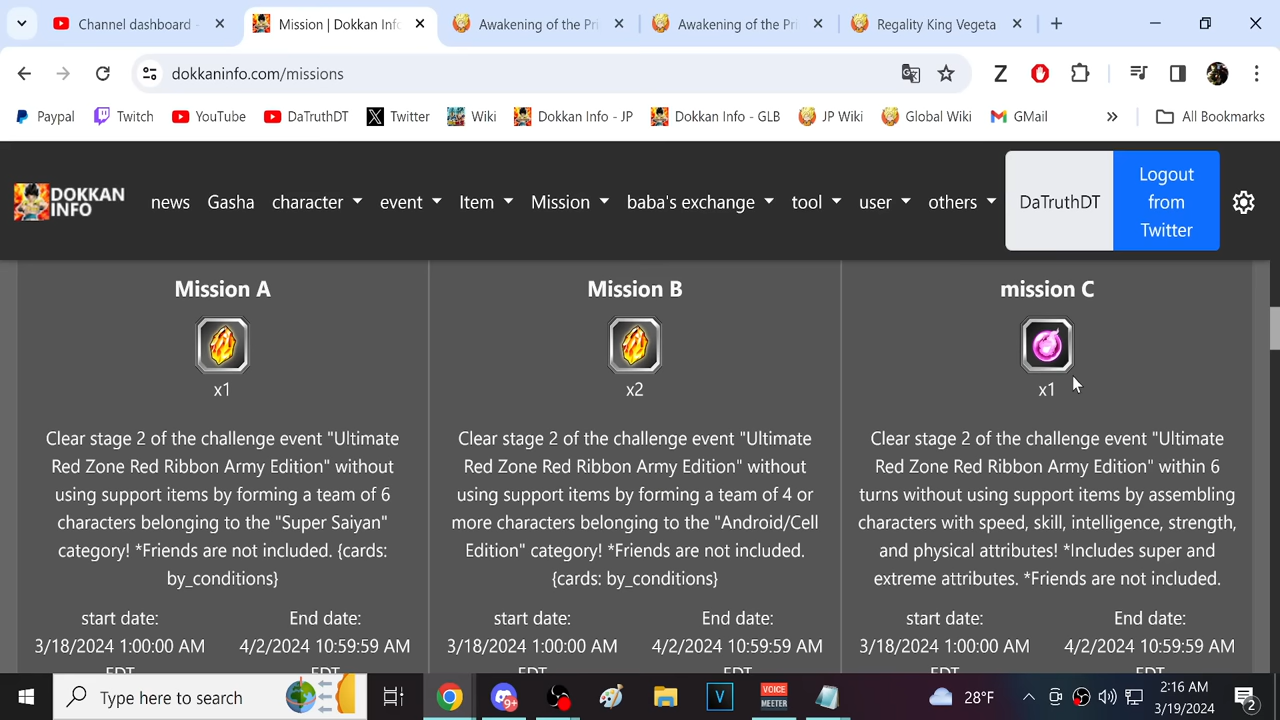 Channel dashboard -
Mission | Dokkan Info
Awakening of the Pri
Awakening of the Pri
Regality King Vegeta
dokkaninfo.com/missions
Paypal
Twitch
YouTube
DaTruthDT
Twitter
Wiki
Dokkan Info - JP
Dokkan Info - GLB
JP Wiki
Global Wiki
GMail
»
All Bookmarks
DOKKAN
INFO
news
Gasha
character
event
Item
Mission
baba's exchange
tool
user
others
DaTruthDT
Logout
from
Twitter
Mission A
x1
Clear stage 2 of the challenge event "Ultimate
Red Zone Red Ribbon Army Edition" without
using support items by forming a team of 6
characters belonging to the "Super Saiyan"
category! *Friends are not included. {cards:
by_conditions}
start date:
3/18/2024 1:00:00 AM
EDT
End date:
4/2/2024 10:59:59 AM
EDT
Mission B
x2
Clear stage 2 of the challenge event "Ultimate
Red Zone Red Ribbon Army Edition" without
using support items by forming a team of 4 or
more characters belonging to the "Android/Cell
Edition" category! *Friends are not included.
{cards: by_conditions}
start date:
3/18/2024 1:00:00 AM
EDT
End date:
4/2/2024 10:59:59 AM
EDT
mission C
x1
Clear stage 2 of the challenge event "Ultimate
Red Zone Red Ribbon Army Edition" within 6
turns without using support items by assembling
characters with speed, skill, intelligence, strength,
and physical attributes! *Includes super and
extreme attributes. *Friends are not included.
start date:
3/18/2024 1:00:00 AM
EDT
End date:
4/2/2024 10:59:59 AM
EDT
Type here to search
9+
V
VOICE
MEETER
28°F
2:16 AM
3/19/2024
2